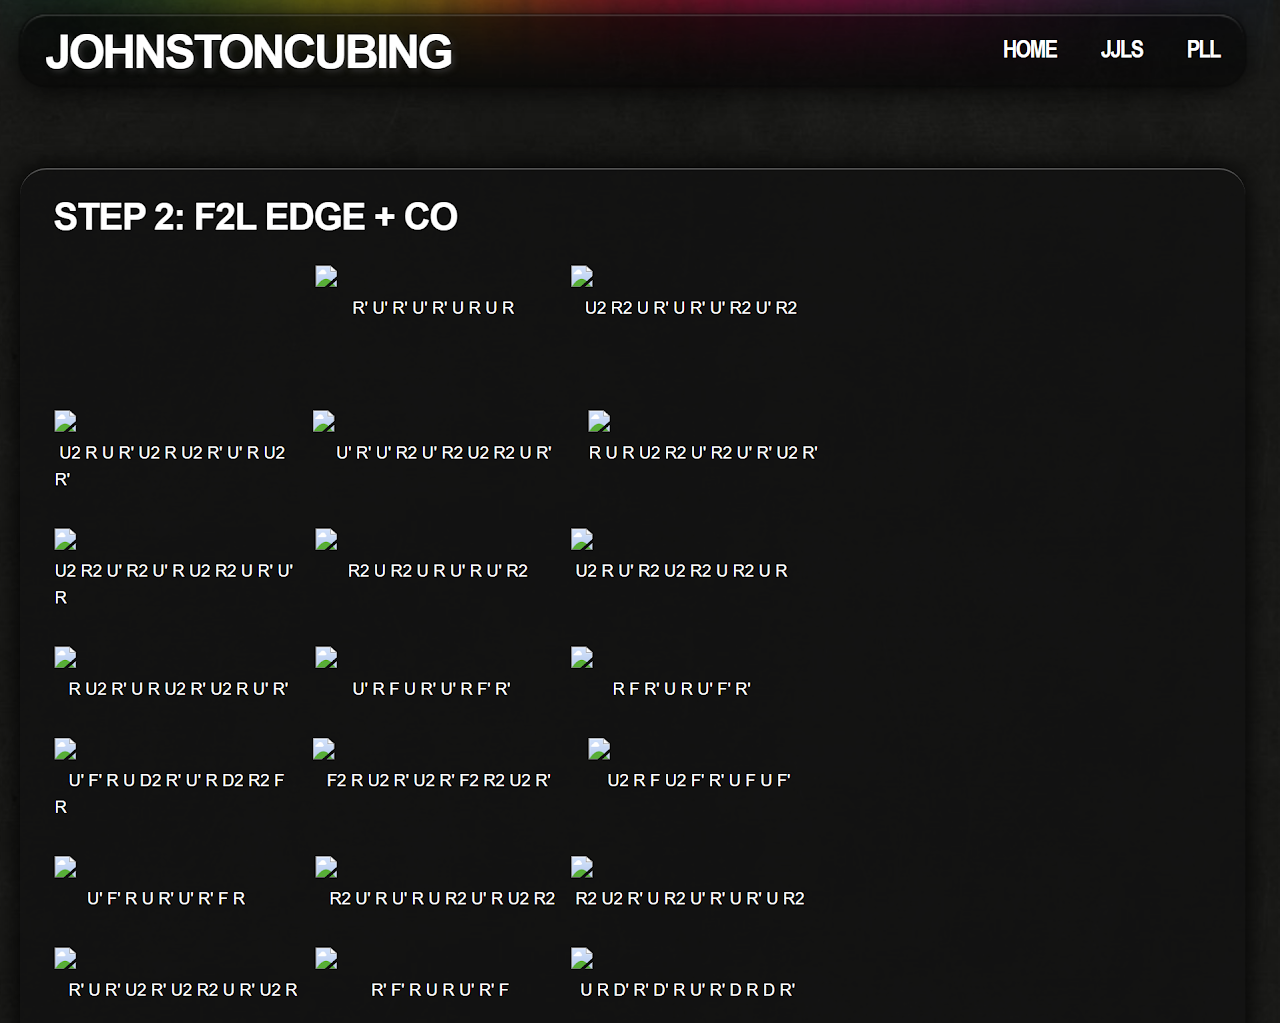 JOHNSTONCUBING
HOME JJLS PLL
STEP 2: F2L EDGE + CO
R' U' R' U' R' U R U R
U2 R2 U R' U R' U' R2 U' R2
U2 R U R' U2 R U2 R' U' R U2
R'
U' R' U' R2 U' R2 U2 R2 U R'
R U R U2 R2 U' R2 U' R' U2 R'
U2 R2 U' R2 U' R U2 R2 U R' U'
R
R2 U R2 U R U' R U' R2
U2 R U' R2 U2 R2 U R2 U R
R U2 R' U R U2 R' U2 R U' R'
U' R F U R' U' R F' R'
R F R' U R U' F' R'
U' F' R U D2 R' U' R D2 R2 F
R
F2 R U2 R' U2 R' F2 R2 U2 R'
U2 R F U2 F' R' U F U F'
U' F' R U R' U' R' F R
R2 U' R U' R U R2 U' R U2 R2
R2 U2 R' U R2 U' R' U R' U R2
R' U R' U2 R' U2 R2 U R' U2 R
R' F' R U R U' R' F
U R D' R' D' R U' R' D R D R'